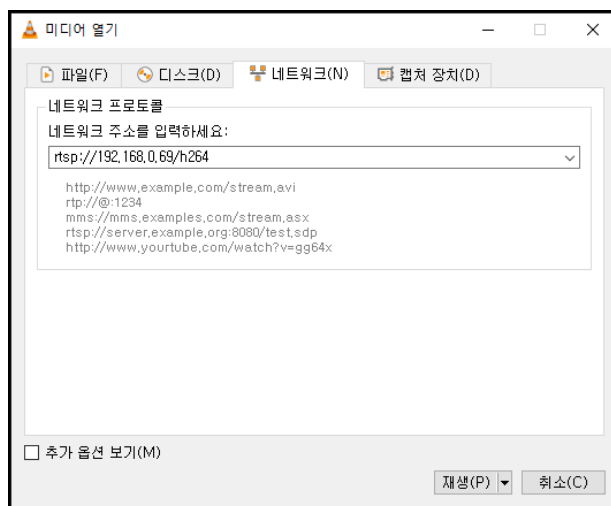 미디어 열기
파일(F) 디스크(D) 네트워크(N) 캡처 장치(D)
네트워크 프로토콜
네트워크 주소를 입력하세요:
rtsp://192.168.0.69/h264
http://www.example.com/stream.avi
rtp://@:1234
mms://mms.examples.com/stream.asx
rtsp://server.example.org:8080/test.sdp
http://www.yourtube.com/watch?v=gg64x
추가 옵션 보기(M)
재생(P) 취소(C)